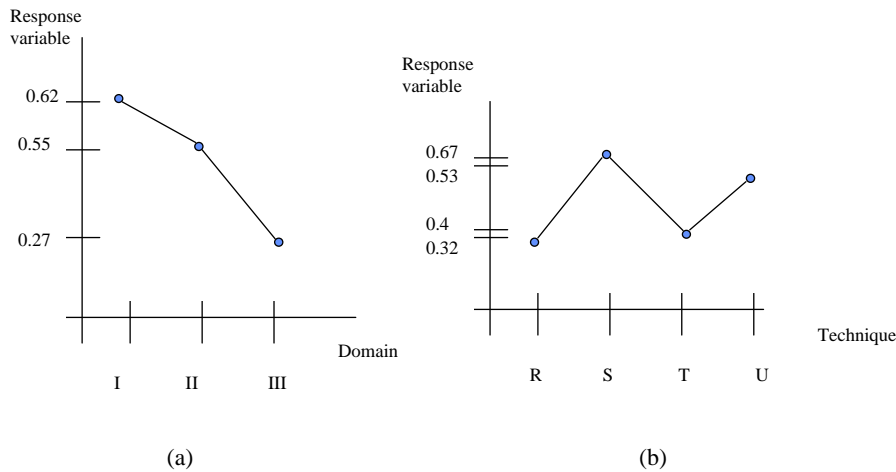 Response
variable
0.62
0.55
0.27
Domain
I II III
(a)
Response
variable
0.67
0.53
0.4
0.32
Technique
R S T U
(b)